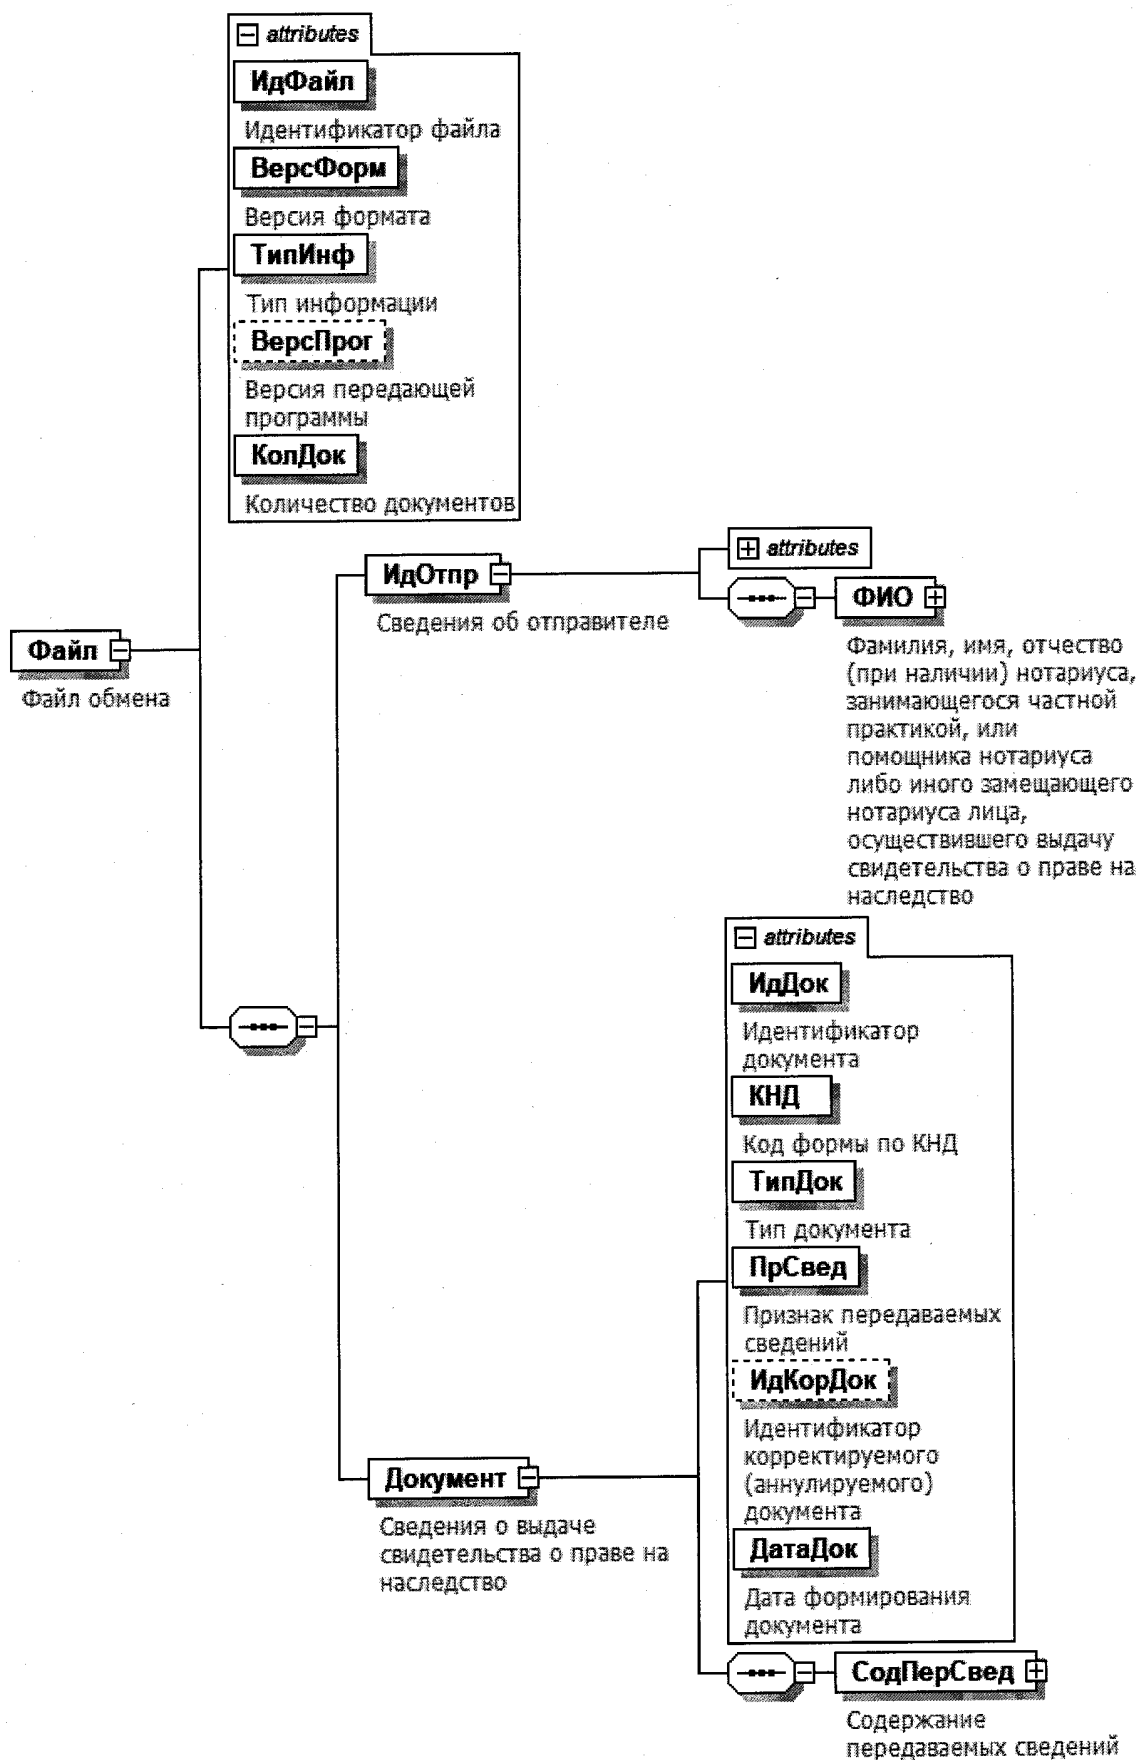 attributes
ИдФайл
Идентификатор файла
ВерсФорм
Версия формата
ТипИнф
Тип информации
ВерсПрог
Версия передающей
программы
КолДок
Количество документов
Файл
Файл обмена
ИдОтпр
Сведения об отправителе
attributes
ФИО
Фамилия, имя, отчество
(при наличии) нотариуса,
занимающегося частной
практикой, или
помощника нотариуса
либо иного замещающего
нотариуса лица,
осуществившего выдачу
свидетельства о праве на
наследство
Документ
Сведения о выдаче
свидетельства о праве на
наследство
attributes
ИдДок
Идентификатор
документа
КНД
Код формы по КНД
ТипДок
Тип документа
ПрСвед
Признак передаваемых
сведений
ИдКорДок
Идентификатор
корректируемого
(аннулируемого)
документа
ДатаДок
Дата формирования
документа
СодПерСвед
Содержание
передаваемых сведений